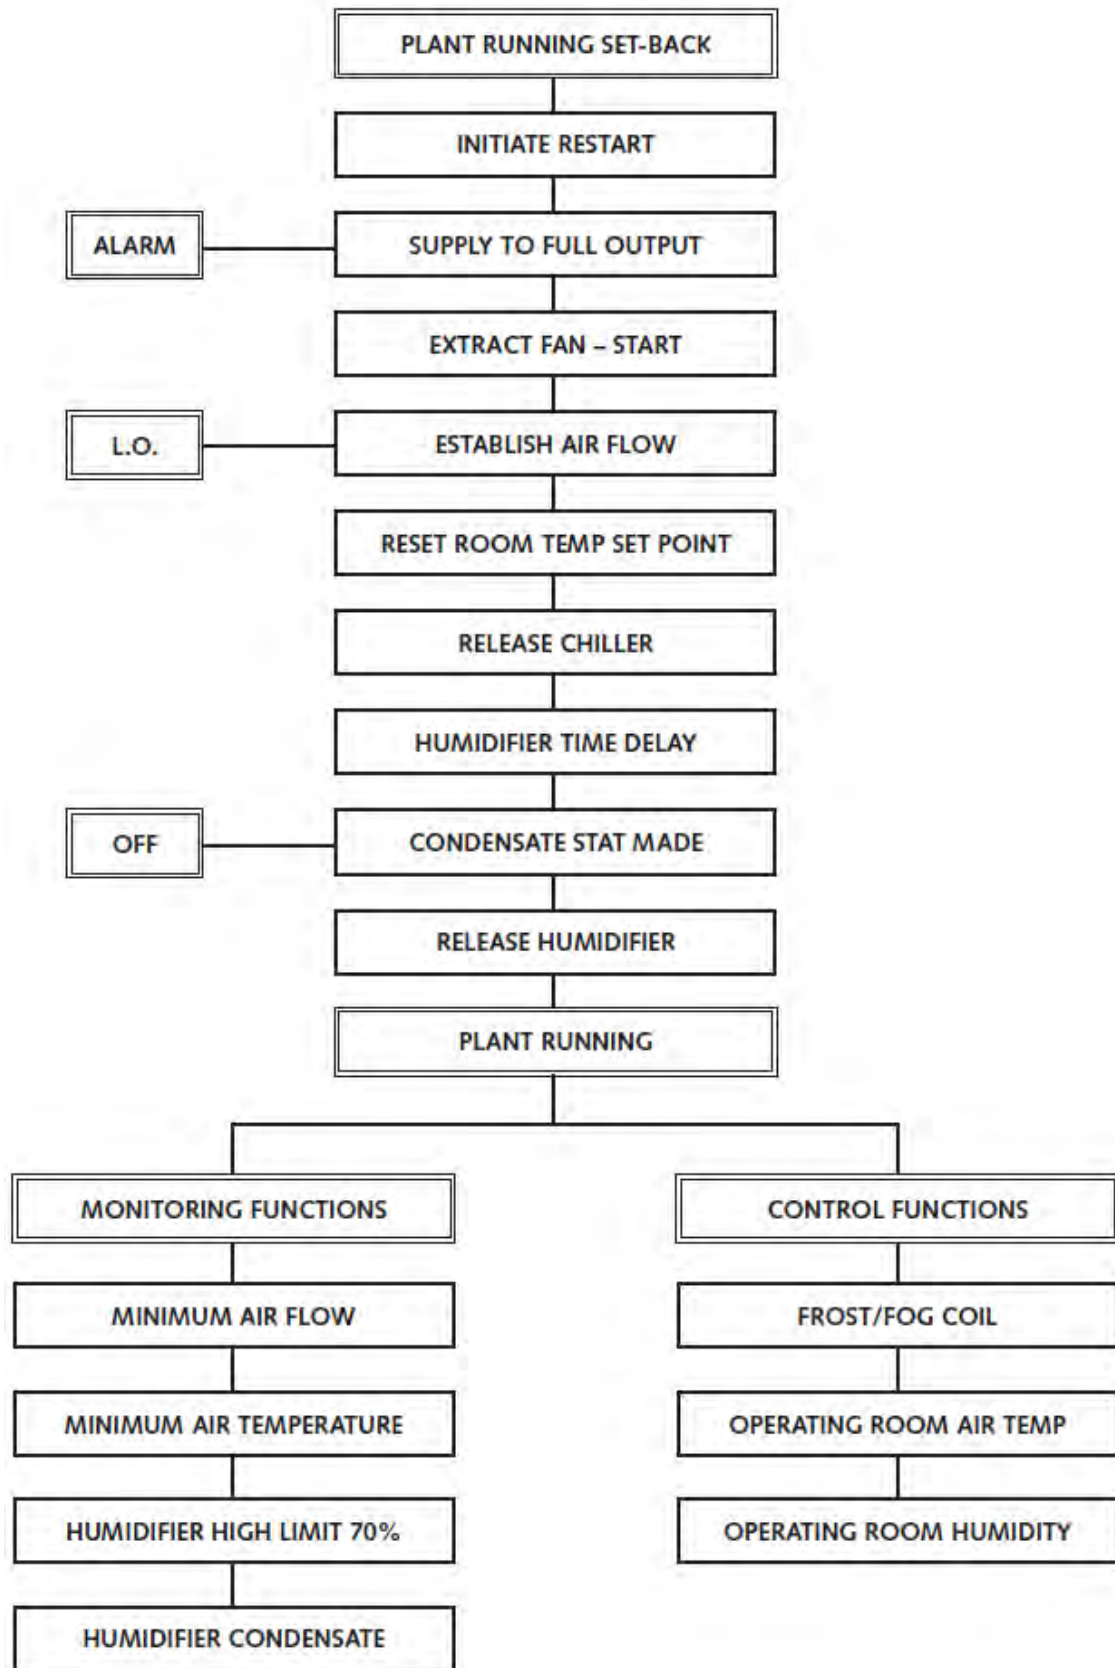 PLANT RUNNING SET-BACK
INITIATE RESTART
ALARM
SUPPLY TO FULL OUTPUT
EXTRACT FAN – START
L.O.
ESTABLISH AIR FLOW
RESET ROOM TEMP SET POINT
RELEASE CHILLER
HUMIDIFIER TIME DELAY
OFF
CONDENSATE STAT MADE
RELEASE HUMIDIFIER
PLANT RUNNING
MONITORING FUNCTIONS
CONTROL FUNCTIONS
MINIMUM AIR FLOW
FROST/FOG COIL
MINIMUM AIR TEMPERATURE
OPERATING ROOM AIR TEMP
HUMIDIFIER HIGH LIMIT 70%
OPERATING ROOM HUMIDITY
HUMIDIFIER CONDENSATE